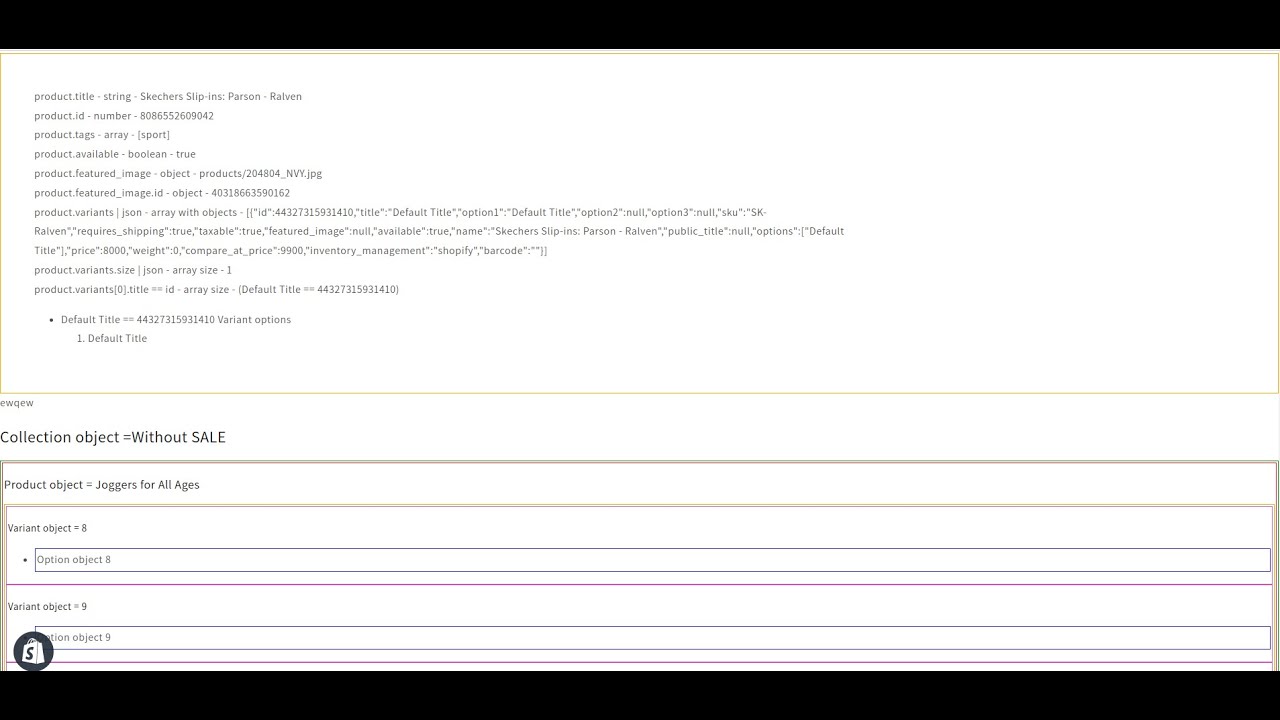 product.title - string - Skechers Slip-ins: Parson - Ralven
product.id - number - 8086552609042
product.tags - array - [sport]
product.available - boolean - true
product.featured_image - object - products/204804_NVY.jpg
product.featured_image.id - object - 40318663590162
product.variants | json - array with objects - [{"id":44327315931410,"title":"Default Title","option1":"Default Title","option2":null,"option3":null,"sku":"SK-
Ralven","requires_shipping":true,"taxable":true,"featured_image":null,"available":true,"name":"Skechers Slip-ins: Parson - Ralven","public_title":null,"options":["Default
Title"],"price":8000,"weight":0,"compare_at_price":9900,"inventory_management":"shopify","barcode":""}]
product.variants.size | json - array size - 1
product.variants[0].title == id - array size - (Default Title == 44327315931410)
• Default Title == 44327315931410 Variant options
1. Default Title
ewqew
Collection object =Without SALE
Product object = Joggers for All Ages
Variant object = 8
• Option object 8
Variant object = 9
object 9